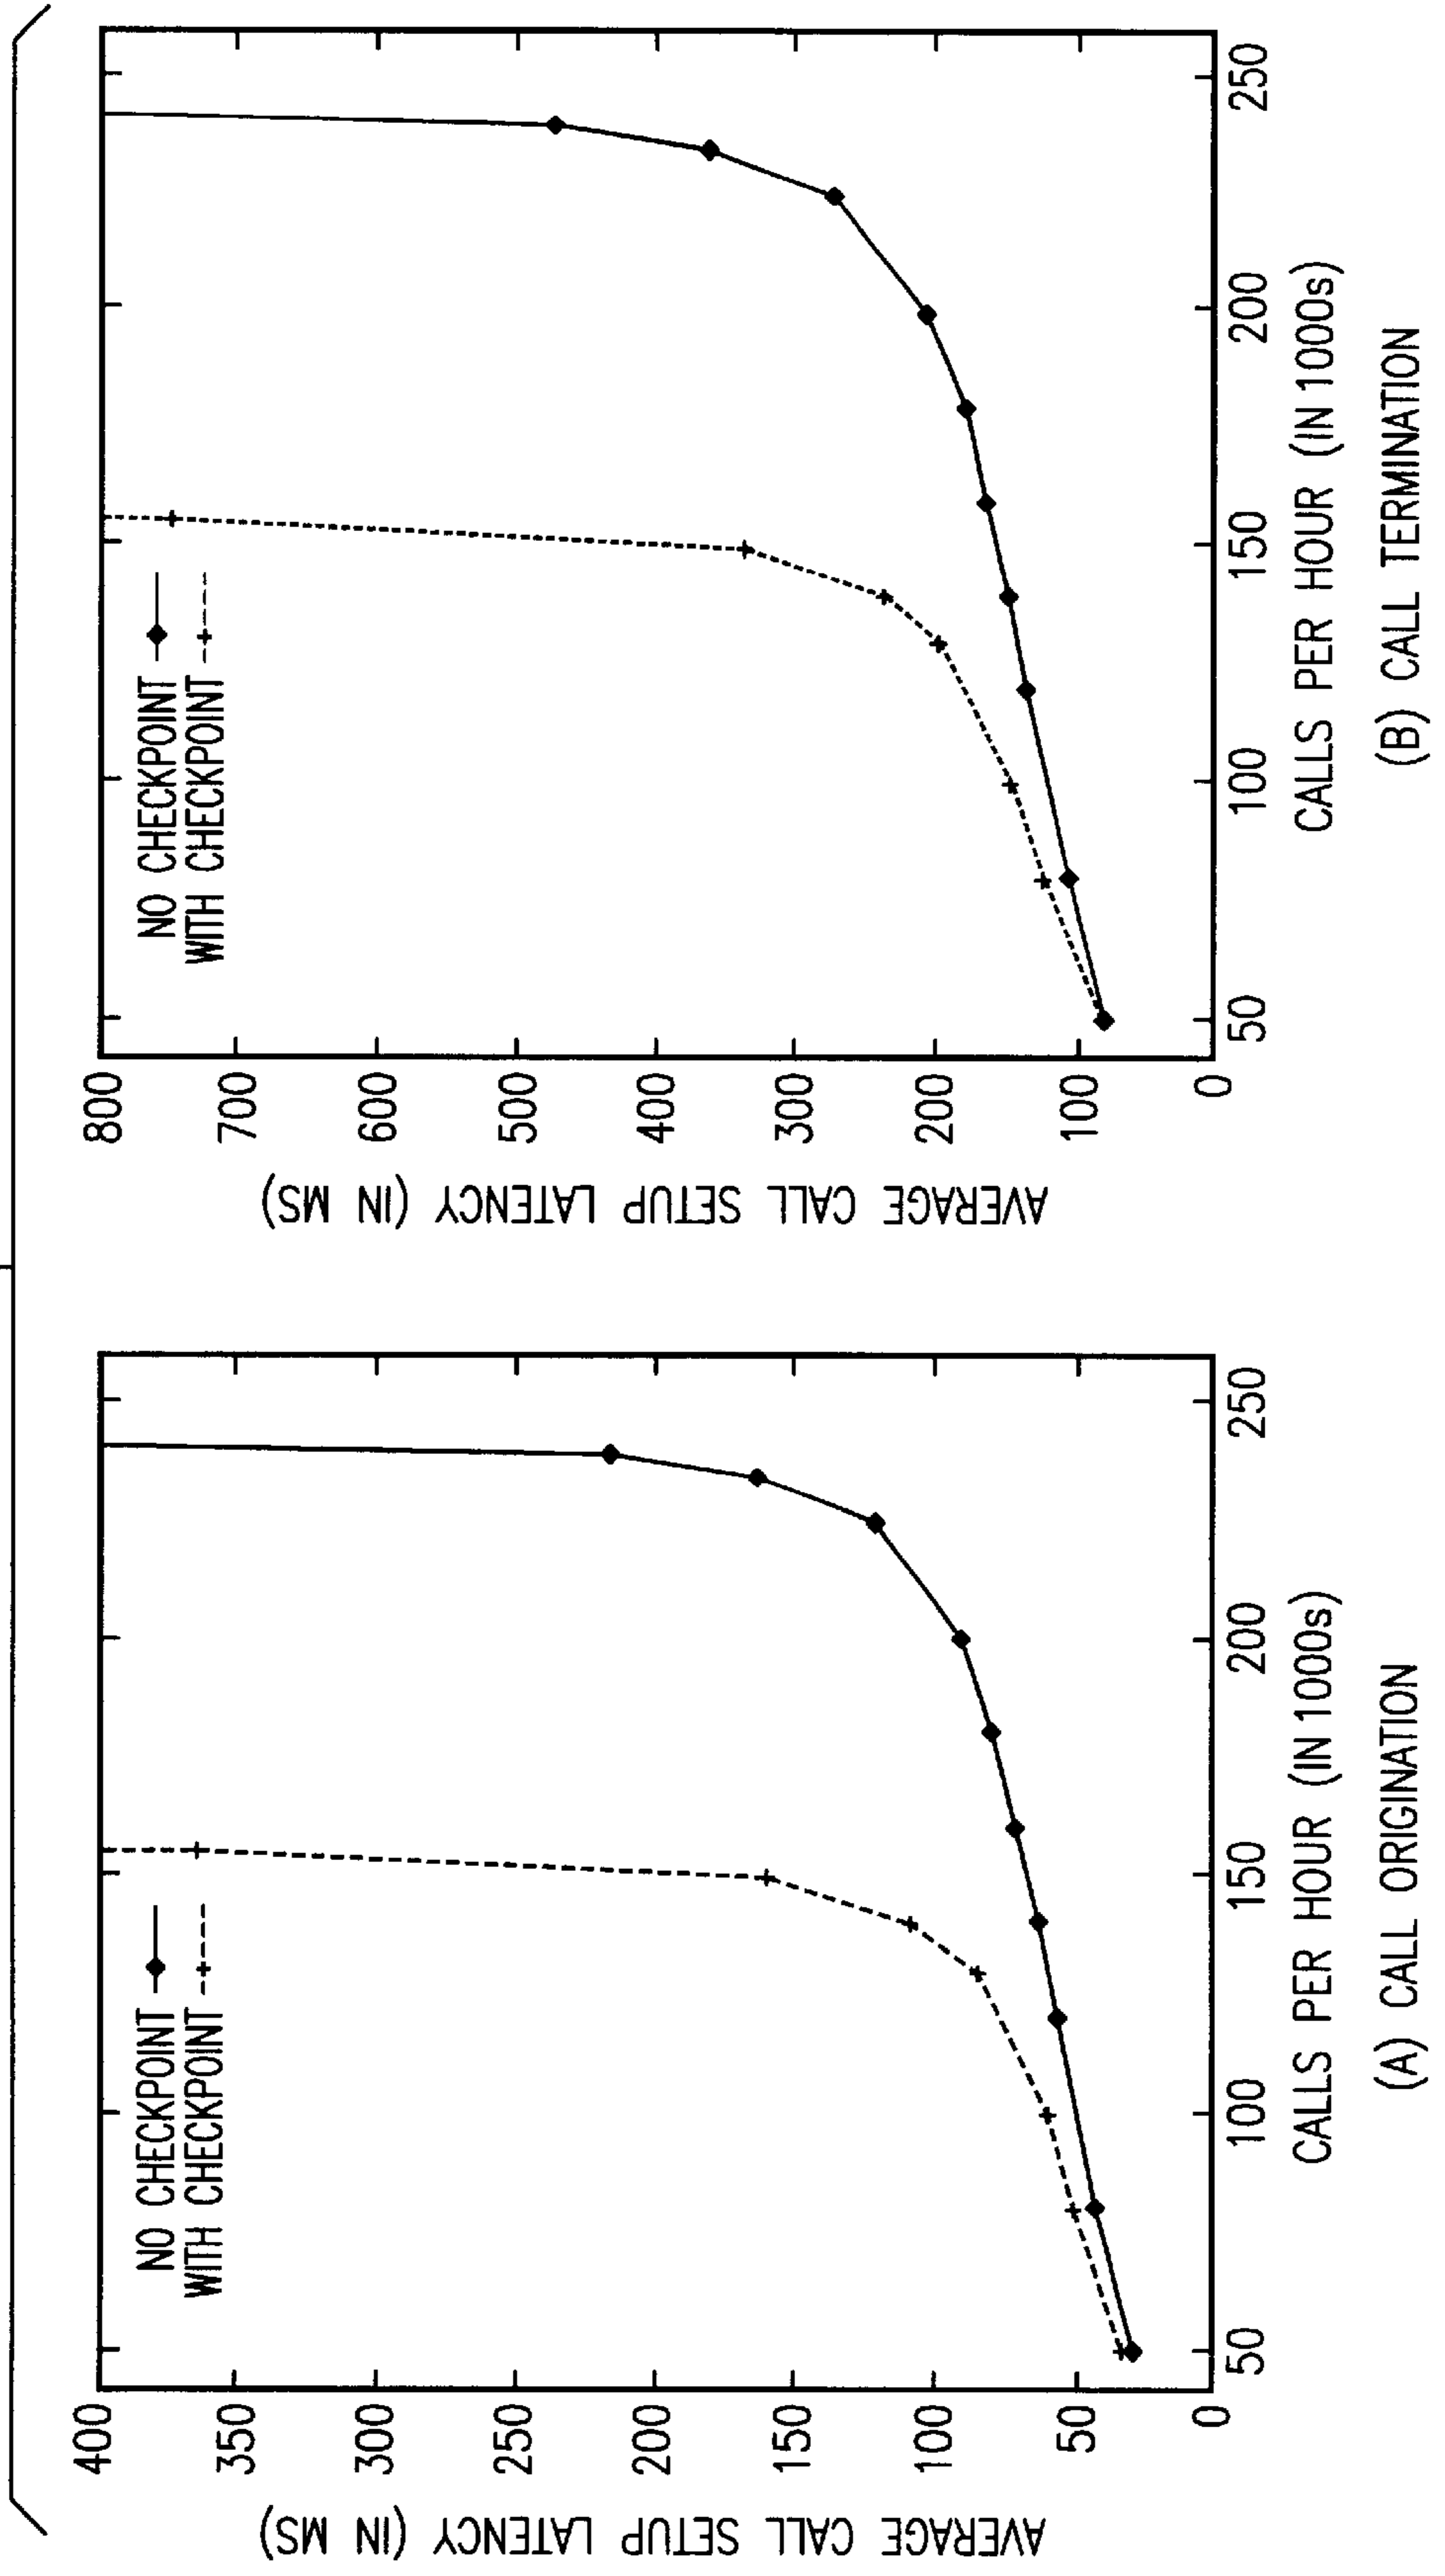 AVERAGE CALL SETUP LATENCY (IN MS)
400
350
300
250
200
150
100
50
0
NO CHECKPOINT
WITH CHECKPOINT
50
100
150
200
250
CALLS PER HOUR (IN 1000s)
(A) CALL ORIGINATION
AVERAGE CALL SETUP LATENCY (IN MS)
800
700
600
500
400
300
200
100
0
NO CHECKPOINT
WITH CHECKPOINT
50
100
150
200
250
CALLS PER HOUR (IN 1000s)
(B) CALL TERMINATION